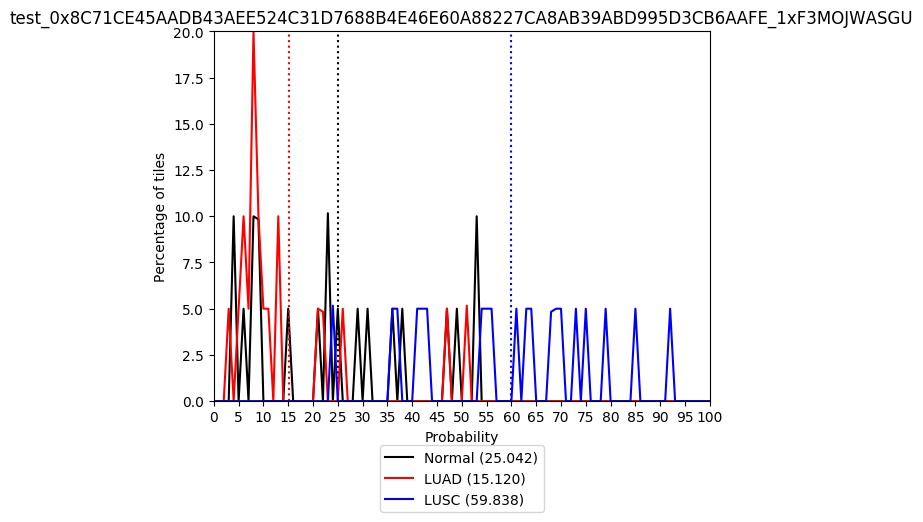 test_0x8C71CE45AADB43AEE524C31D7688B4E46E60A88227CA8AB39ABD995D3CB6AAFE_1xF3MOJWASGU
20.0
17.5
15.0
12.5
10.0
7.5
5.0
2.5
0.0
Percentage of tiles
0 5 10 15 20 25 30 35 40 45 50 55 60 65 70 75 80 85 90 95 100
Probability
Normal (25.042)
LUAD (15.120)
LUSC (59.838)